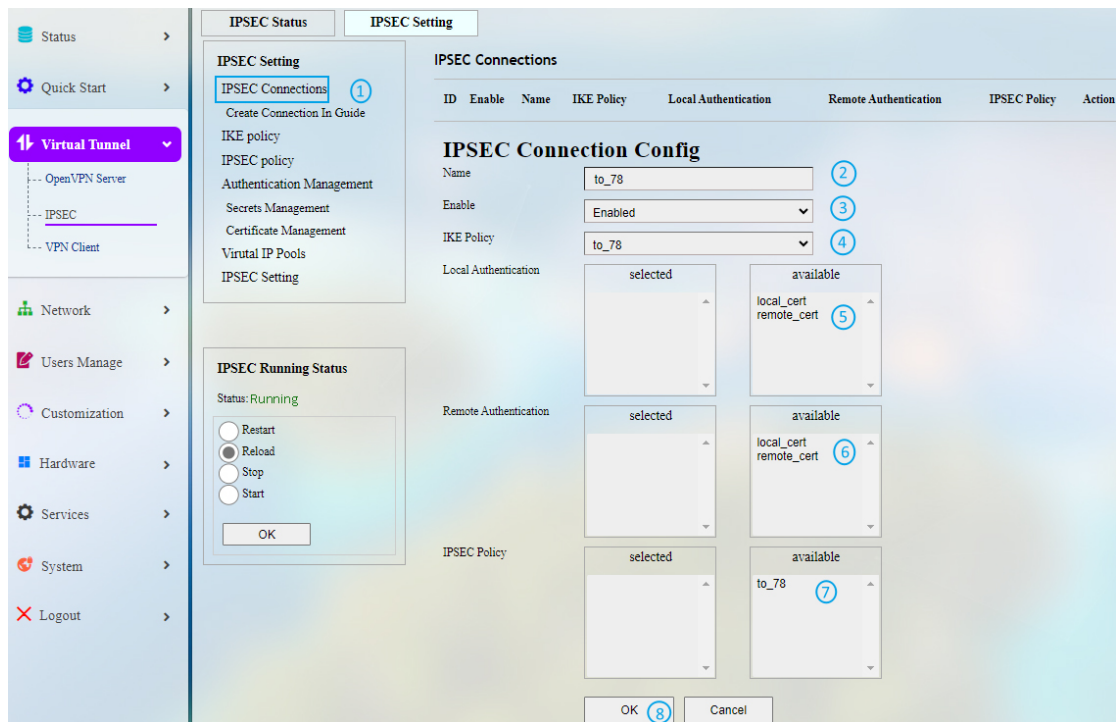 Status
Quick Start
Virtual Tunnel
OpenVPN Server
IPSEC
VPN Client
Network
Users Manage
Customization
Hardware
Services
System
Logout
IPSEC Status
IPSEC Setting
IPSEC Setting
IPSEC Connections 1
Create Connection In Guide
IKE policy
IPSEC policy
Authentication Management
Secrets Management
Certificate Management
Virutal IP Pools
IPSEC Setting
IPSEC Running Status
Status: Running
Restart
Reload
Stop
Start
OK
IPSEC Connections
ID Enable Name IKE Policy Local Authentication Remote Authentication IPSEC Policy Action
IPSEC Connection Config
Name to_78 2
Enable Enabled 3
IKE Policy to_78 4
Local Authentication selected available
local_cert
remote_cert 5
Remote Authentication selected available
local_cert
remote_cert 6
IPSEC Policy selected available
to_78 7
OK 8 Cancel